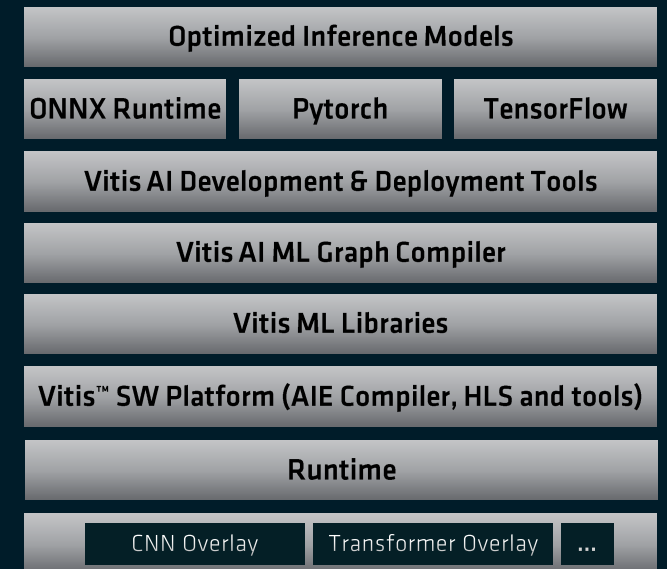 Optimized Inference Models
ONNX Runtime
Pytorch
TensorFlow
Vitis AI Development & Deployment Tools
Vitis AI ML Graph Compiler
Vitis ML Libraries
Vitis™ SW Platform (AIE Compiler, HLS and tools)
Runtime
CNN Overlay
Transformer Overlay
...